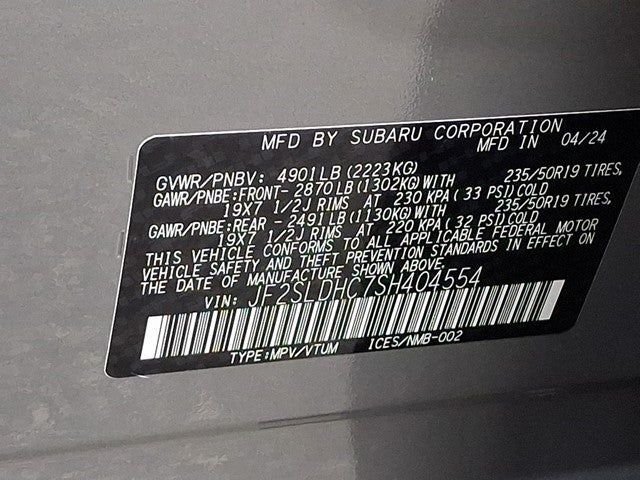 MFD BY SUBARU CORPORATION
MFD IN 04/24
GVWR/PNBV: 4901LB(2223KG)
GAWR/PNBE:FRONT- 2870LB(1302KG)WITH 235/50R19 TIRES,
19X7 1/2J RIMS AT 230 KPA(33 PSI)COLD
GAWR/PNBE:REAR - 2491LB(1130KG)WITH 235/50R19 TIRES,
19X7 1/2J RIMS AT 220 KPA(32 PSI)COLD
THIS VEHICLE CONFORMS TO ALL APPLICABLE FEDERAL MOTOR
VEHICLE SAFETY AND THEFT PREVENTION STANDARDS IN EFFECT ON
THE DATE OF MANUFACTURE SHOWN ABOVE.
VIN: JF2SLDHC7SH404554
TYPE:MPV/VTUM ICES/NMB-002